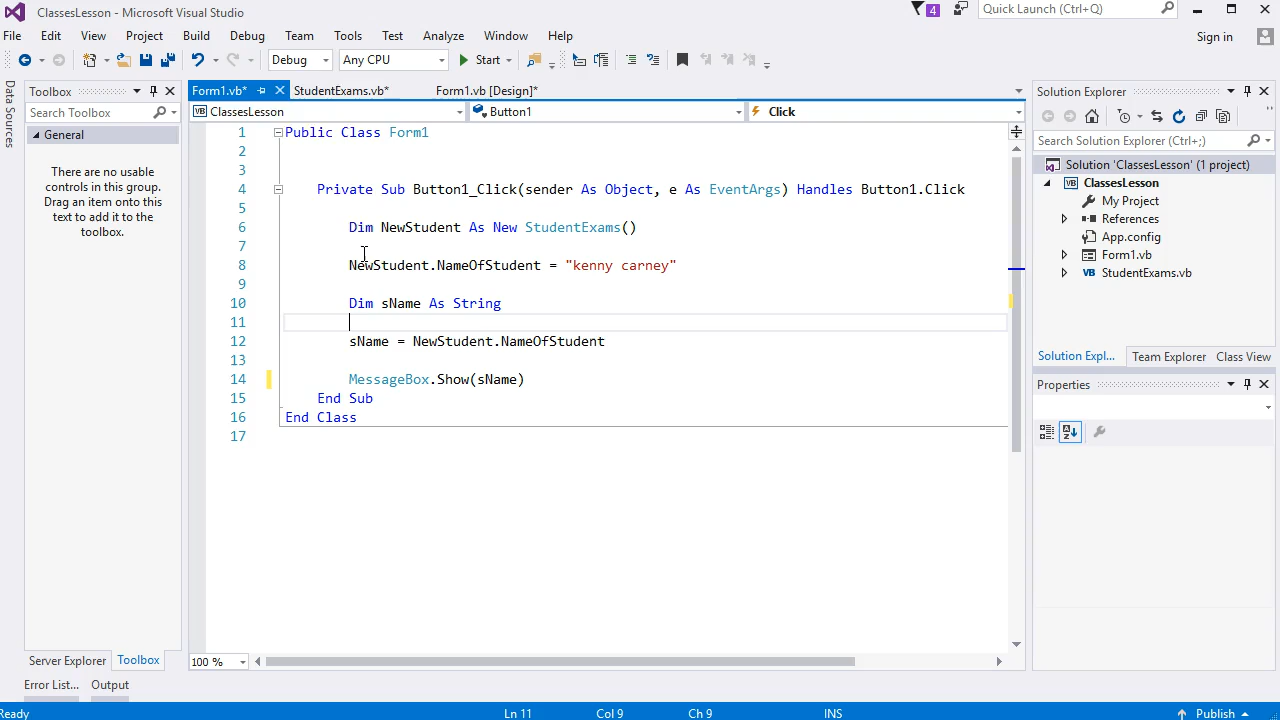 ClassesLesson - Microsoft Visual Studio
4
Quick Launch (Ctrl+;)
File Edit View Project Build Debug Team Tools Test Analyze Window Help
Sign in
Debug Any CPU Start
Data Sources
Toolbox
Search Toolbox
General
There are no usable
controls in this group.
Drag an item onto this
text to add it to the
toolbox.
Server Explorer Toolbox
Form1.vb* StudentExams.vb* Form1.vb [Design]*
VB ClassesLesson Button1 Click
1 Public Class Form1
2
3
4 Private Sub Button1_Click(sender As Object, e As EventArgs) Handles Button1.Click
5
6 Dim NewStudent As New StudentExams()
7
8 NewStudent.NameOfStudent = "kenny carney"
9
10 Dim sName As String
11
12 sName = NewStudent.NameOfStudent
13
14 MessageBox.Show(sName)
15 End Sub
16 End Class
17
100 %
Solution Explorer
Search Solution Explorer (Ctrl+;)
Solution 'ClassesLesson' (1 project)
VB ClassesLesson
My Project
References
App.config
Form1.vb
VB StudentExams.vb
Solution Expl... Team Explorer Class View
Properties
Error List... Output
Ready Ln 11 Col 9 Ch 9 INS Publish